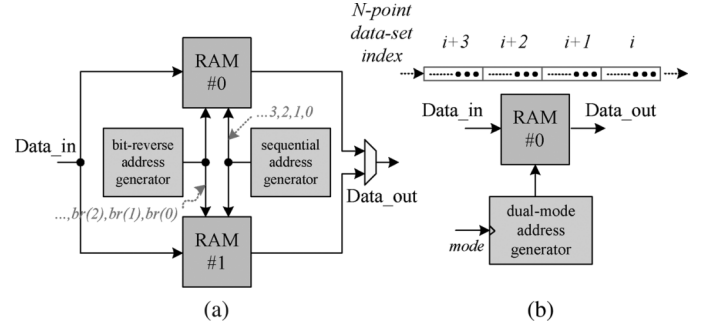 N-point
data-set
index
i+3 i+2 i+1 i
RAM
#0
...3,2,1,0
Data_in
bit-reverse
address
generator
sequential
address
generator
Data_out
...,br(2),br(1),br(0)
RAM
#1
(a)
Data_in
RAM
#0
Data_out
dual-mode
address
generator
mode
(b)